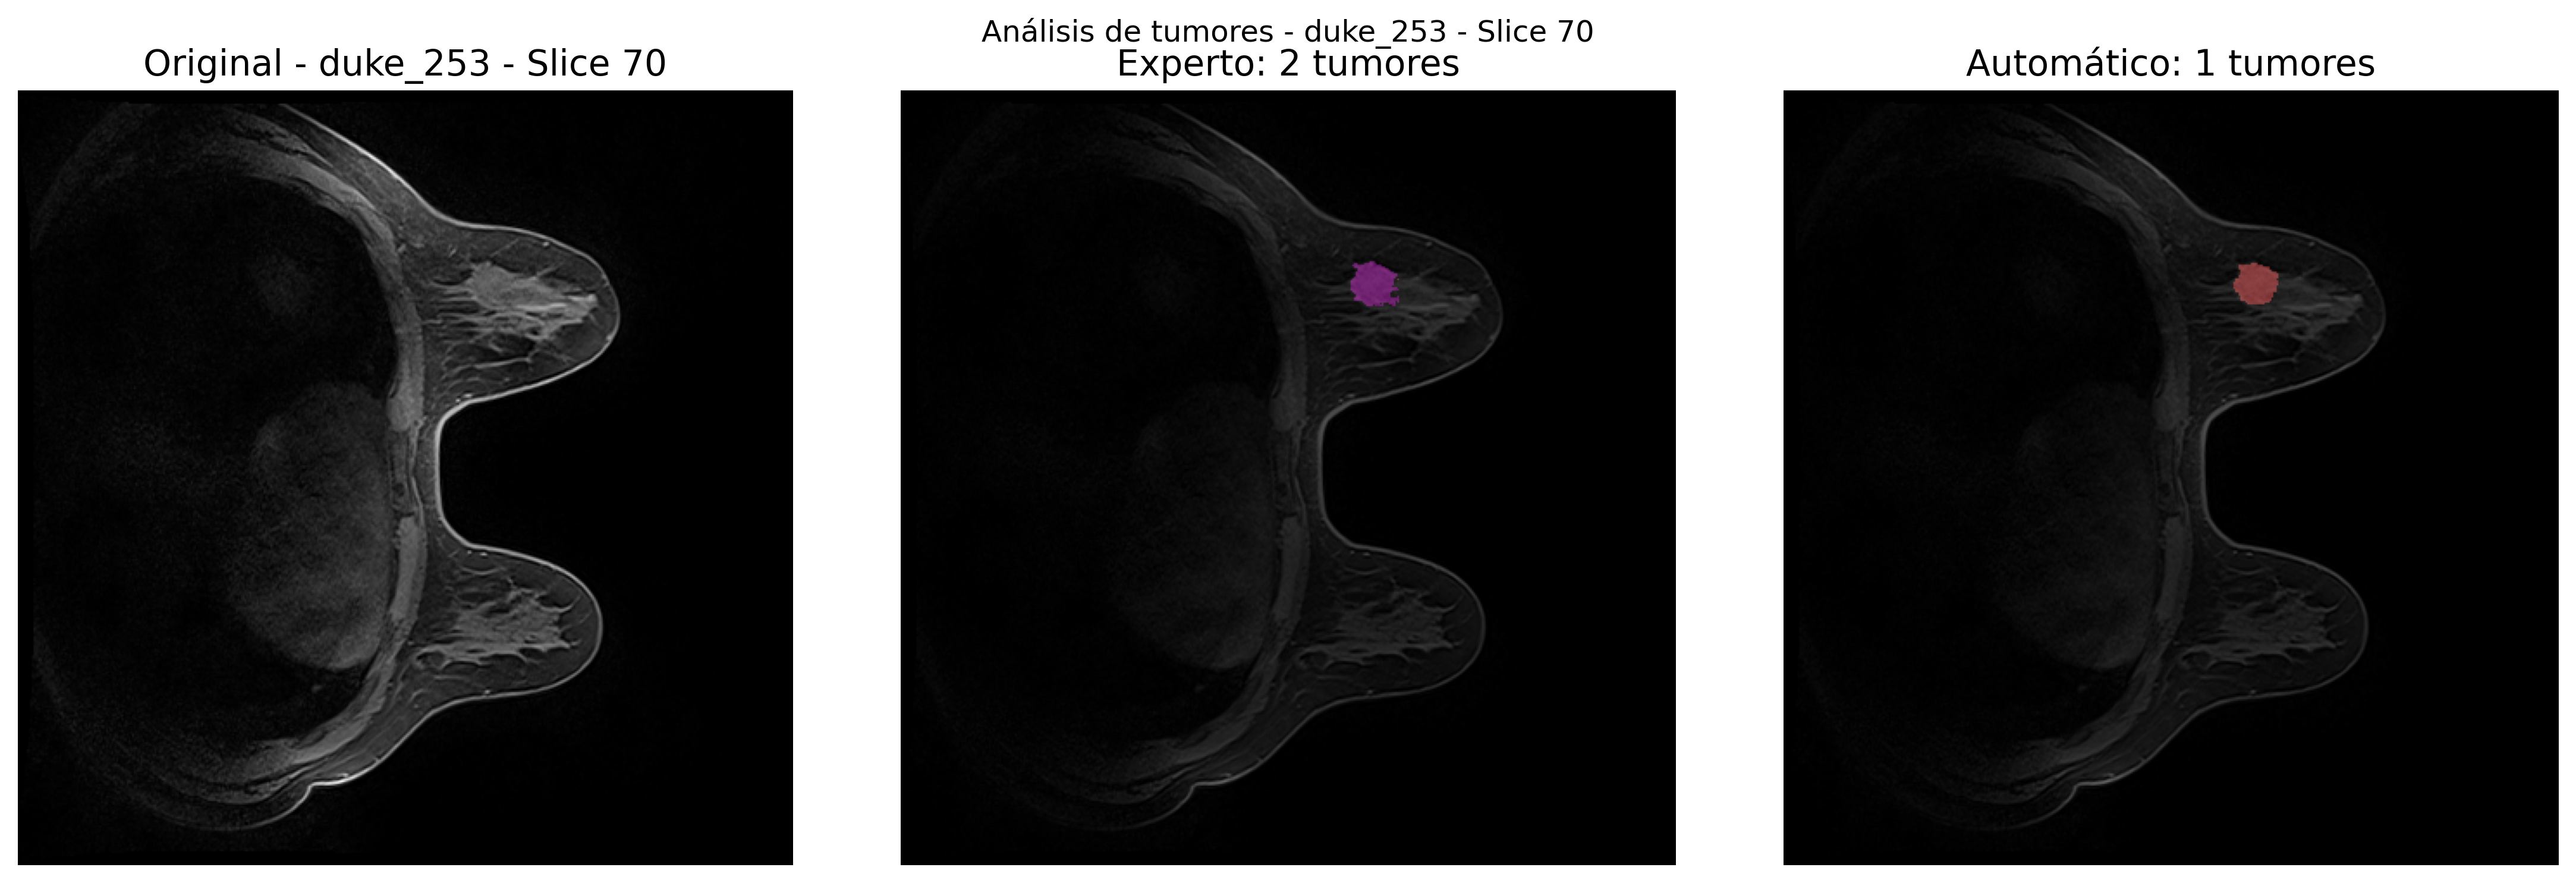 Análisis de tumores - duke_253 - Slice 70
Original - duke_253 - Slice 70
Experto: 2 tumores
Automático: 1 tumores